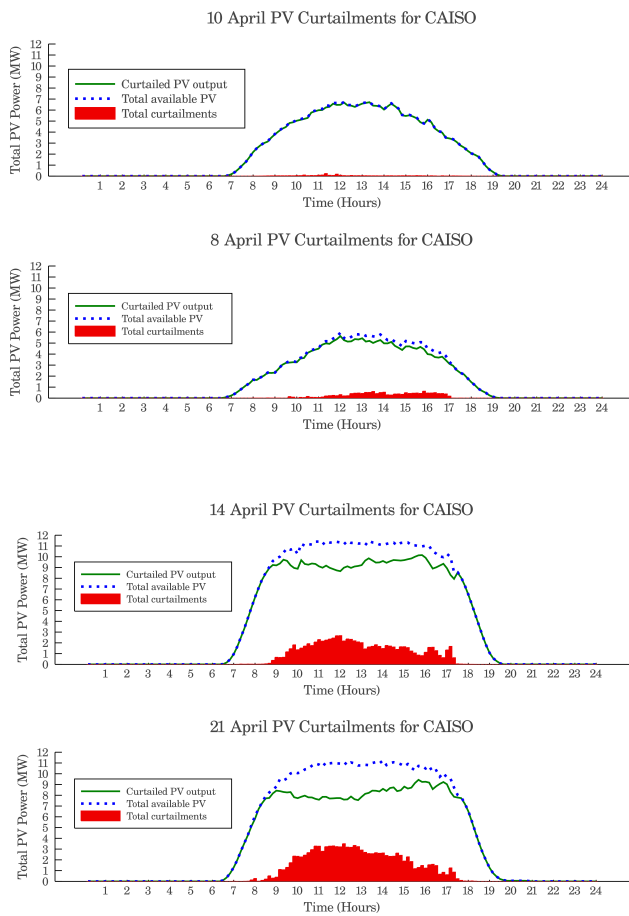 10 April PV Curtailments for CAISO
Total PV Power (MW)
12
11
10
9
8
7
6
5
4
3
2
1
0
Curtailed PV output
Total available PV
Total curtailments
1 2 3 4 5 6 7 8 9 10 11 12 13 14 15 16 17 18 19 20 21 22 23 24
Time (Hours)
8 April PV Curtailments for CAISO
Total PV Power (MW)
12
11
10
9
8
7
6
5
4
3
2
1
0
Curtailed PV output
Total available PV
Total curtailments
1 2 3 4 5 6 7 8 9 10 11 12 13 14 15 16 17 18 19 20 21 22 23 24
Time (Hours)
14 April PV Curtailments for CAISO
Total PV Power (MW)
12
11
10
9
8
7
6
5
4
3
2
1
0
Curtailed PV output
Total available PV
Total curtailments
1 2 3 4 5 6 7 8 9 10 11 12 13 14 15 16 17 18 19 20 21 22 23 24
Time (Hours)
21 April PV Curtailments for CAISO
Total PV Power (MW)
12
11
10
9
8
7
6
5
4
3
2
1
0
Curtailed PV output
Total available PV
Total curtailments
1 2 3 4 5 6 7 8 9 10 11 12 13 14 15 16 17 18 19 20 21 22 23 24
Time (Hours)